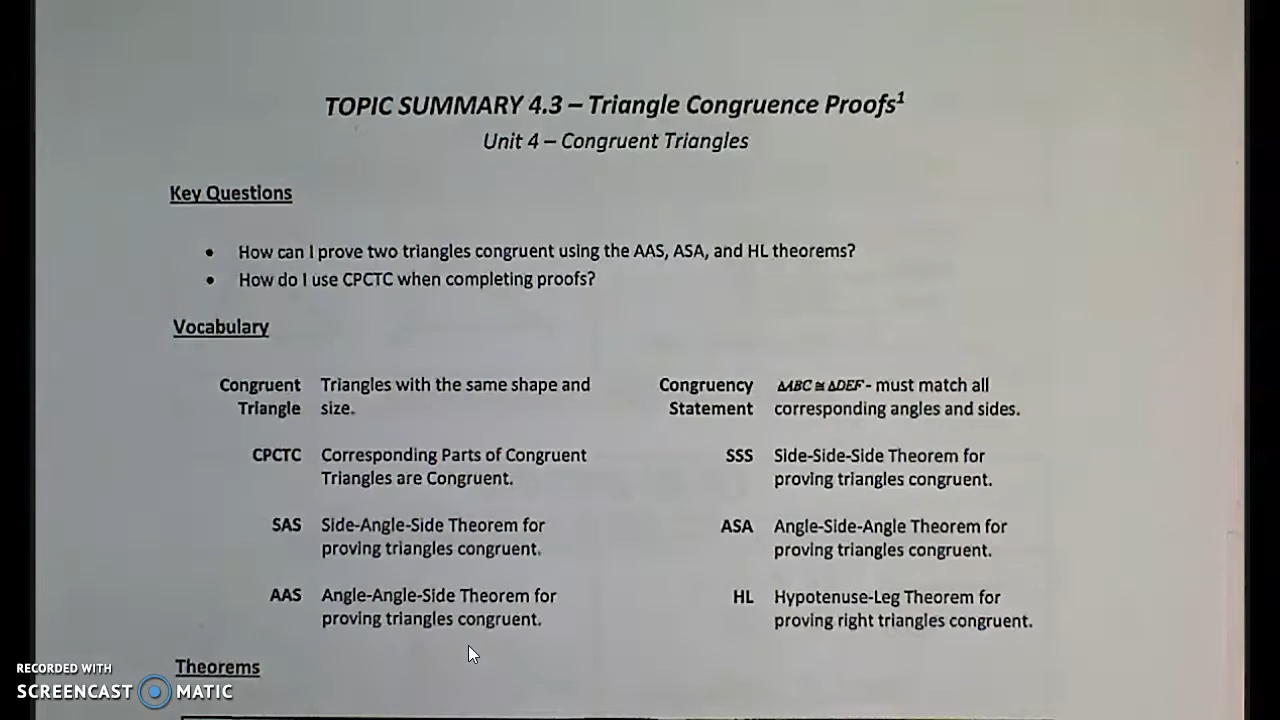 TOPIC SUMMARY 4.3 – Triangle Congruence Proofs¹
Unit 4 – Congruent Triangles
Key Questions
• How can I prove two triangles congruent using the AAS, ASA, and HL theorems?
• How do I use CPCTC when completing proofs?
Vocabulary
Congruent Triangle Triangles with the same shape and size.
Congruency Statement ΔABC ≅ ΔDEF - must match all corresponding angles and sides.
CPCTC Corresponding Parts of Congruent Triangles are Congruent.
SSS Side-Side-Side Theorem for proving triangles congruent.
SAS Side-Angle-Side Theorem for proving triangles congruent.
ASA Angle-Side-Angle Theorem for proving triangles congruent.
AAS Angle-Angle-Side Theorem for proving triangles congruent.
HL Hypotenuse-Leg Theorem for proving right triangles congruent.
Theorems
RECORDED WITH
SCREENCAST MATIC